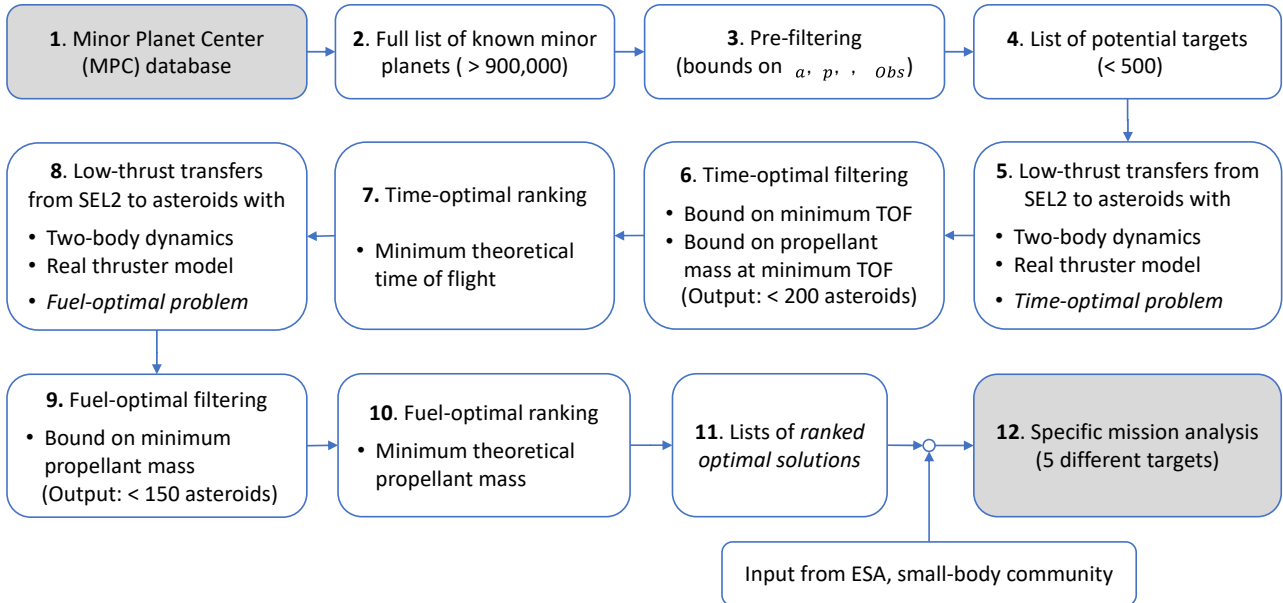 1. Minor Planet Center
(MPC) database
2. Full list of known minor
planets ( > 900,000)
3. Pre-filtering
(bounds on a, p, , Obs)
4. List of potential targets
(< 500)
8. Low-thrust transfers
from SEL2 to asteroids with
• Two-body dynamics
• Real thruster model
• Fuel-optimal problem
7. Time-optimal ranking
• Minimum theoretical
time of flight
6. Time-optimal filtering
• Bound on minimum TOF
• Bound on propellant
mass at minimum TOF
(Output: < 200 asteroids)
5. Low-thrust transfers from
SEL2 to asteroids with
• Two-body dynamics
• Real thruster model
• Time-optimal problem
9. Fuel-optimal filtering
• Bound on minimum
propellant mass
(Output: < 150 asteroids)
10. Fuel-optimal ranking
• Minimum theoretical
propellant mass
11. Lists of ranked
optimal solutions
12. Specific mission analysis
(5 different targets)
Input from ESA, small-body community